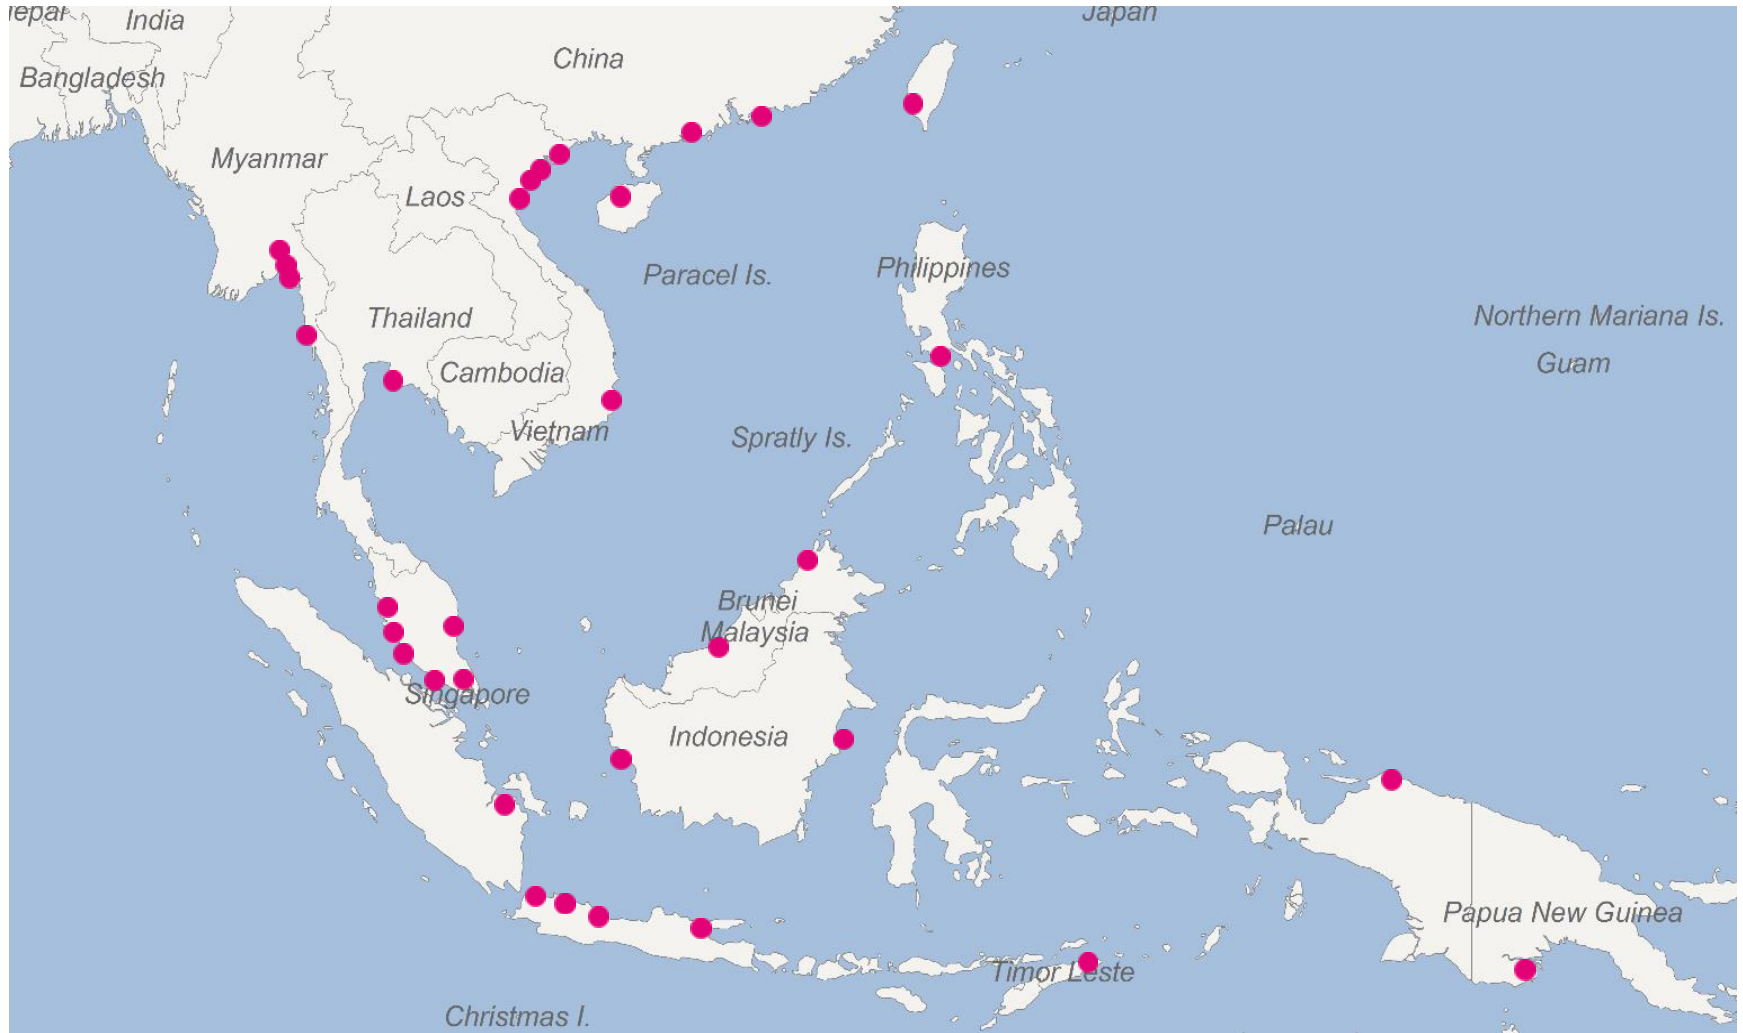 India
Japan
China
Bangladesh
Myanmar
Laos
Paracel Is.
Philippines
Thailand
Northern Mariana Is.
Guam
Cambodia
Vietnam
Spratly Is.
Palau
Brunei
Malaysia
Singapore
Indonesia
Papua New Guinea
Timor Leste
Christmas I.